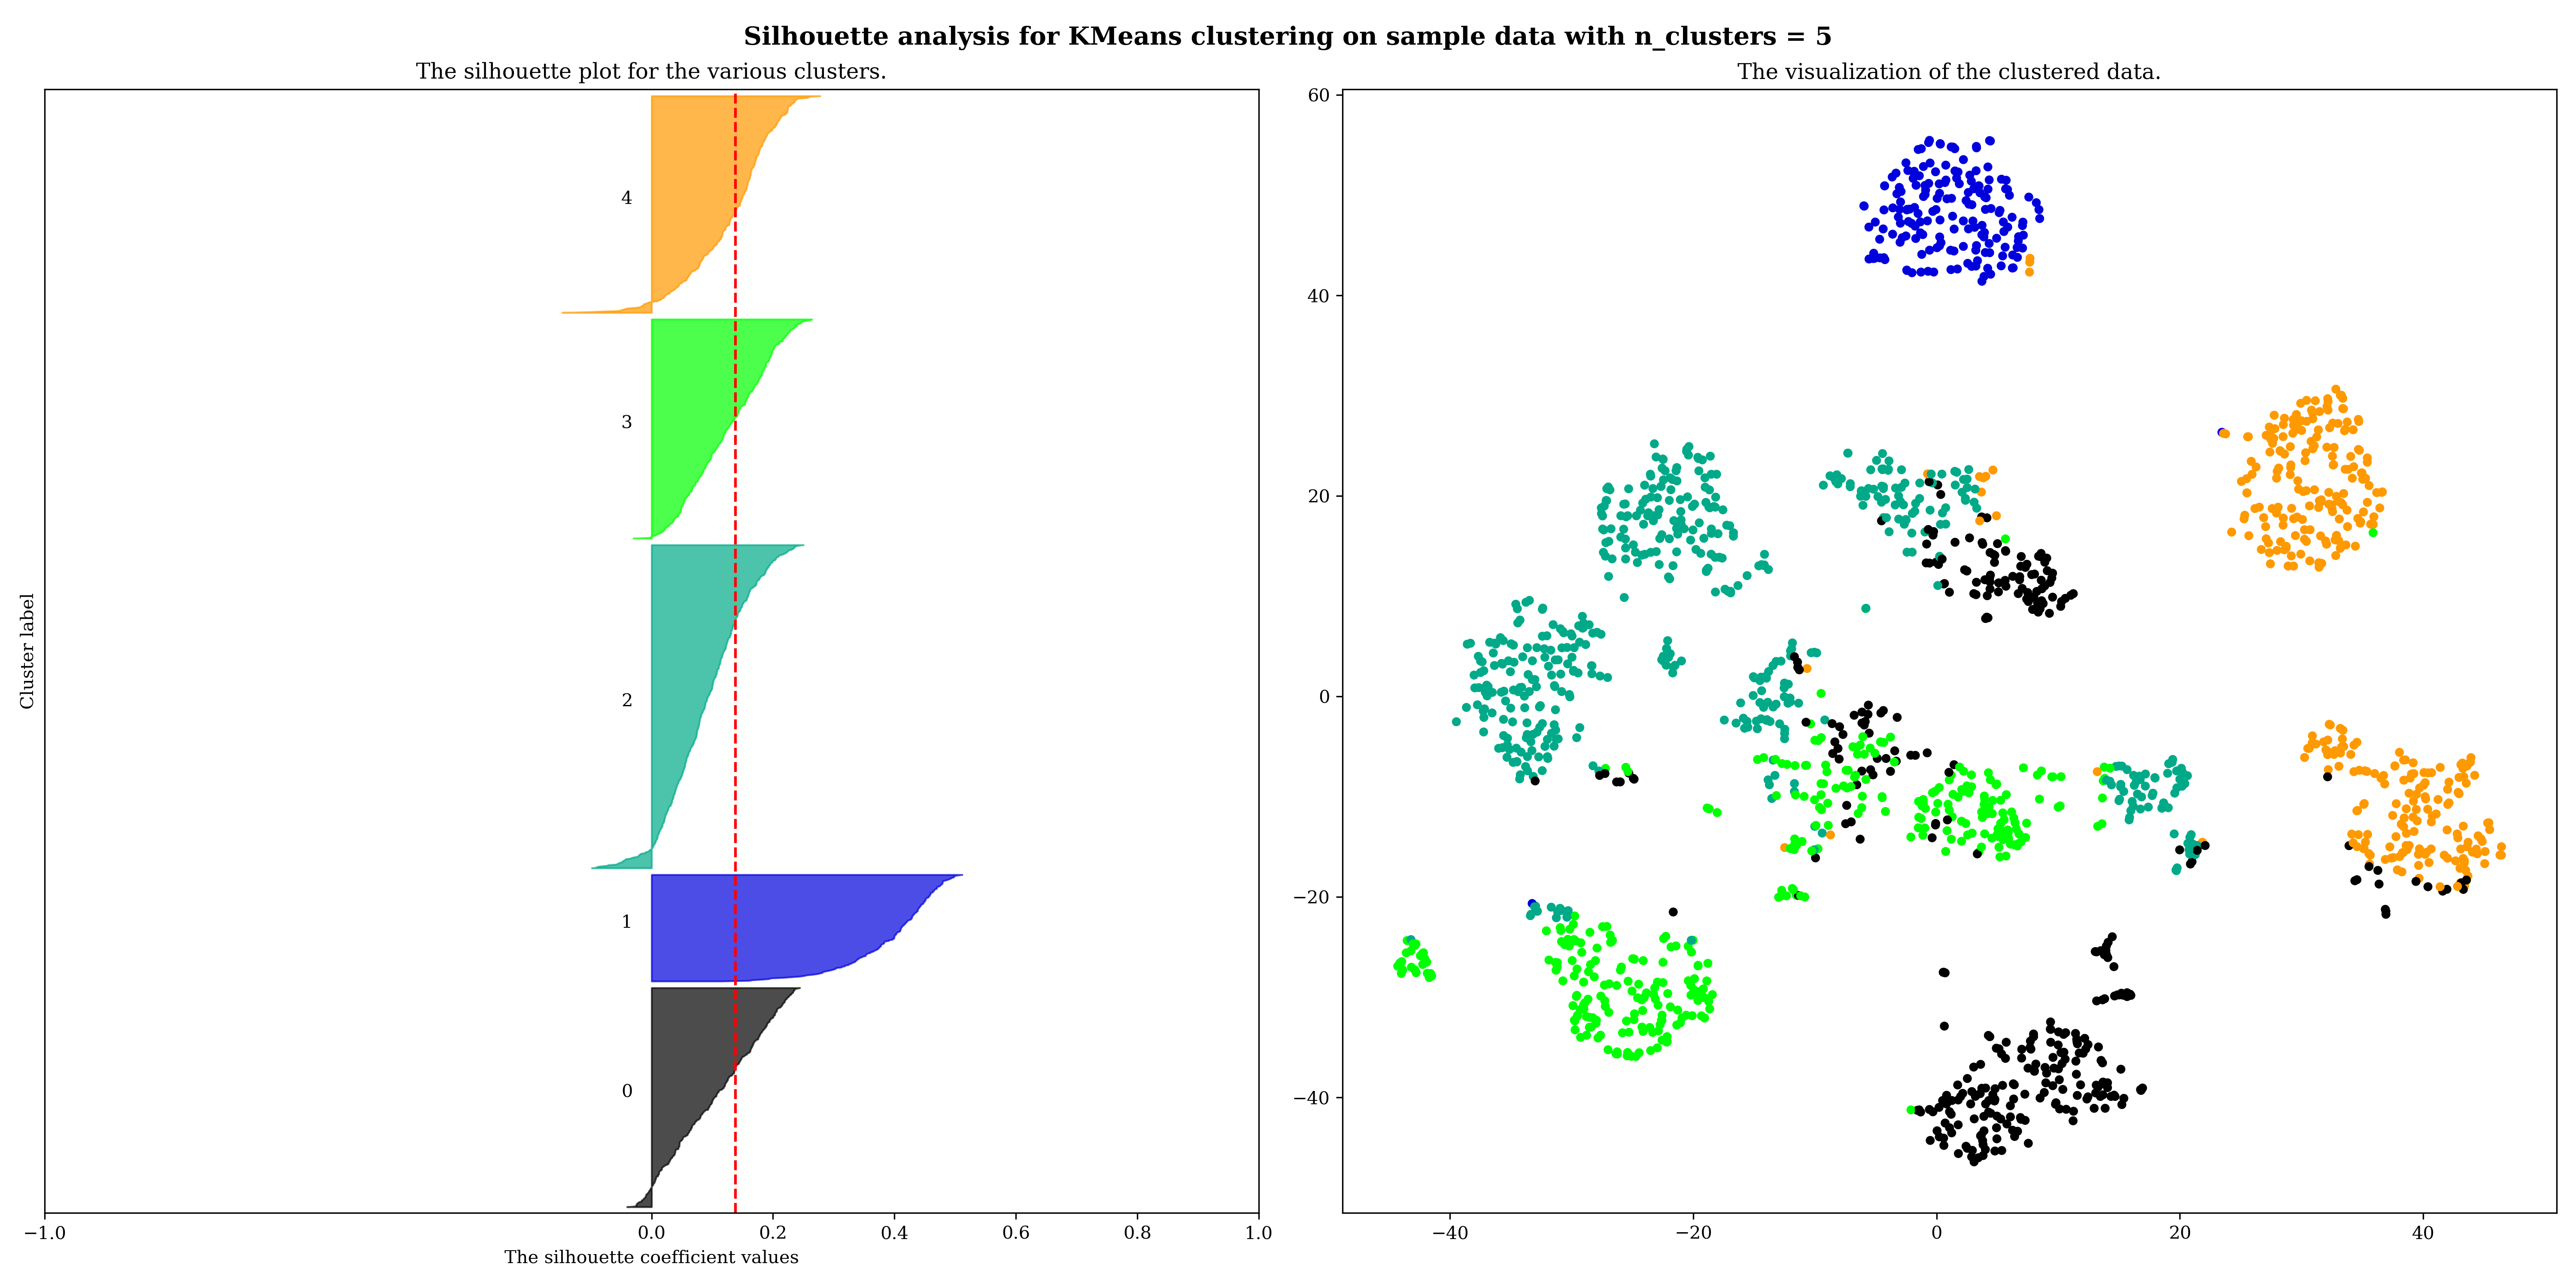 Silhouette analysis for KMeans clustering on sample data with n_clusters = 5
The silhouette plot for the various clusters.
Cluster label
4
3
2
1
0
−1.0 0.0 0.2 0.4 0.6 0.8 1.0
The silhouette coefficient values
The visualization of the clustered data.
60
40
20
0
−20
−40
−40 −20 0 20 40